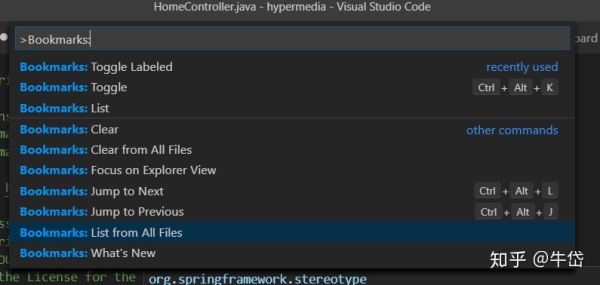 HomeController.java - hypermedia - Visual Studio Code
>Bookmarks:
Bookmarks: Toggle Labeled recently used
Bookmarks: Toggle Ctrl + Alt + K
Bookmarks: List
Bookmarks: Clear other commands
Bookmarks: Clear from All Files
Bookmarks: Focus on Explorer View
Bookmarks: Jump to Next Ctrl + Alt + L
Bookmarks: Jump to Previous Ctrl + Alt + J
Bookmarks: List from All Files
Bookmarks: What's New
the License for the org.springframework.stereotype
知乎 @牛岱